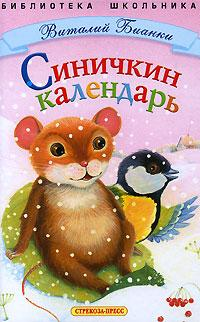 БИБЛИОТЕКА ШКОЛЬНИКА
Виталий Бианки
Синичкин
календарь
СТРЕКОЗА-ПРЕСС